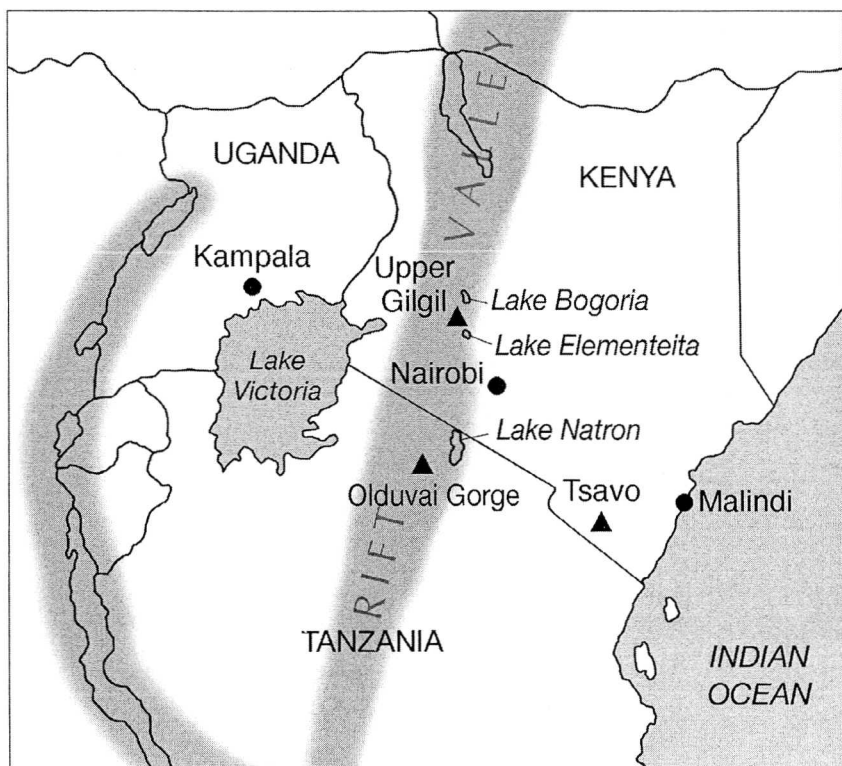 RIFT VALLEY
UGANDA
KENYA
Kampala
Upper
Gilgil
Lake Bogoria
Lake Elementeita
Lake
Victoria
Nairobi
Lake Natron
Olduvai Gorge
Tsavo
Malindi
TANZANIA
INDIAN
OCEAN